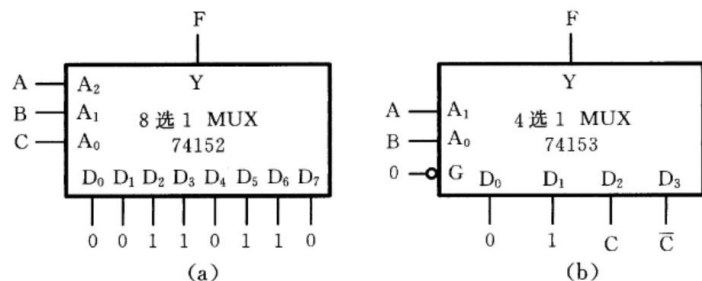 F F
Y Y
A A₂
B A₁
C A₀
8 选 1 MUX
74152
D₀ D₁ D₂ D₃ D₄ D₅ D₆ D₇
0 0 1 1 0 1 1 0
(a)
A A₁
B A₀
0 G
4 选 1 MUX
74153
D₀ D₁ D₂ D₃
0 1 C C̅
(b)